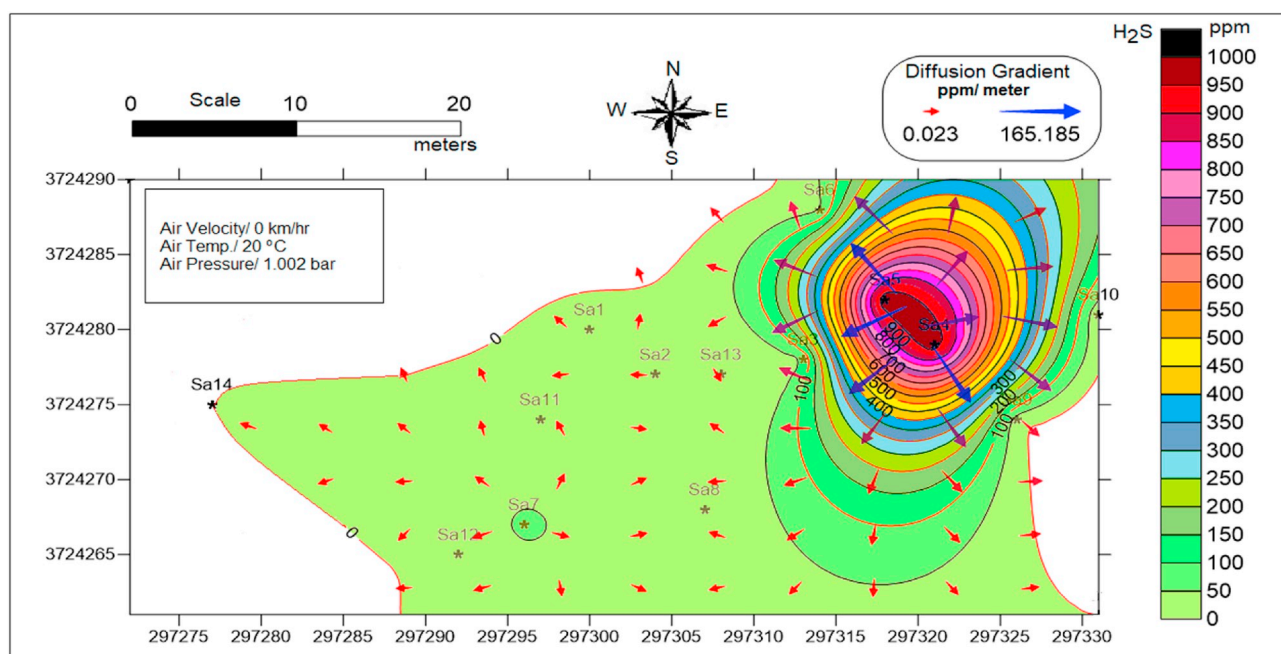 H2S ppm
1000
950
900
850
800
750
700
650
600
550
500
450
400
350
300
250
200
150
100
50
0
0 Scale 10 20
meters
N
W E
S
Diffusion Gradient
ppm/ meter
0.023 165.185
Air Velocity/ 0 km/hr
Air Temp./ 20 ºC
Air Pressure/ 1.002 bar
3724290
3724285
3724280
3724275
3724270
3724265
Sa6
Sa5
Sa10
Sa1
Sa4
Sa3
Sa2
Sa13
Sa14
Sa11
Sa8
Sa7
Sa12
0
0
900
800
700
600
500
400
300
200
100
100
297275 297280 297285 297290 297295 297300 297305 297310 297315 297320 297325 297330